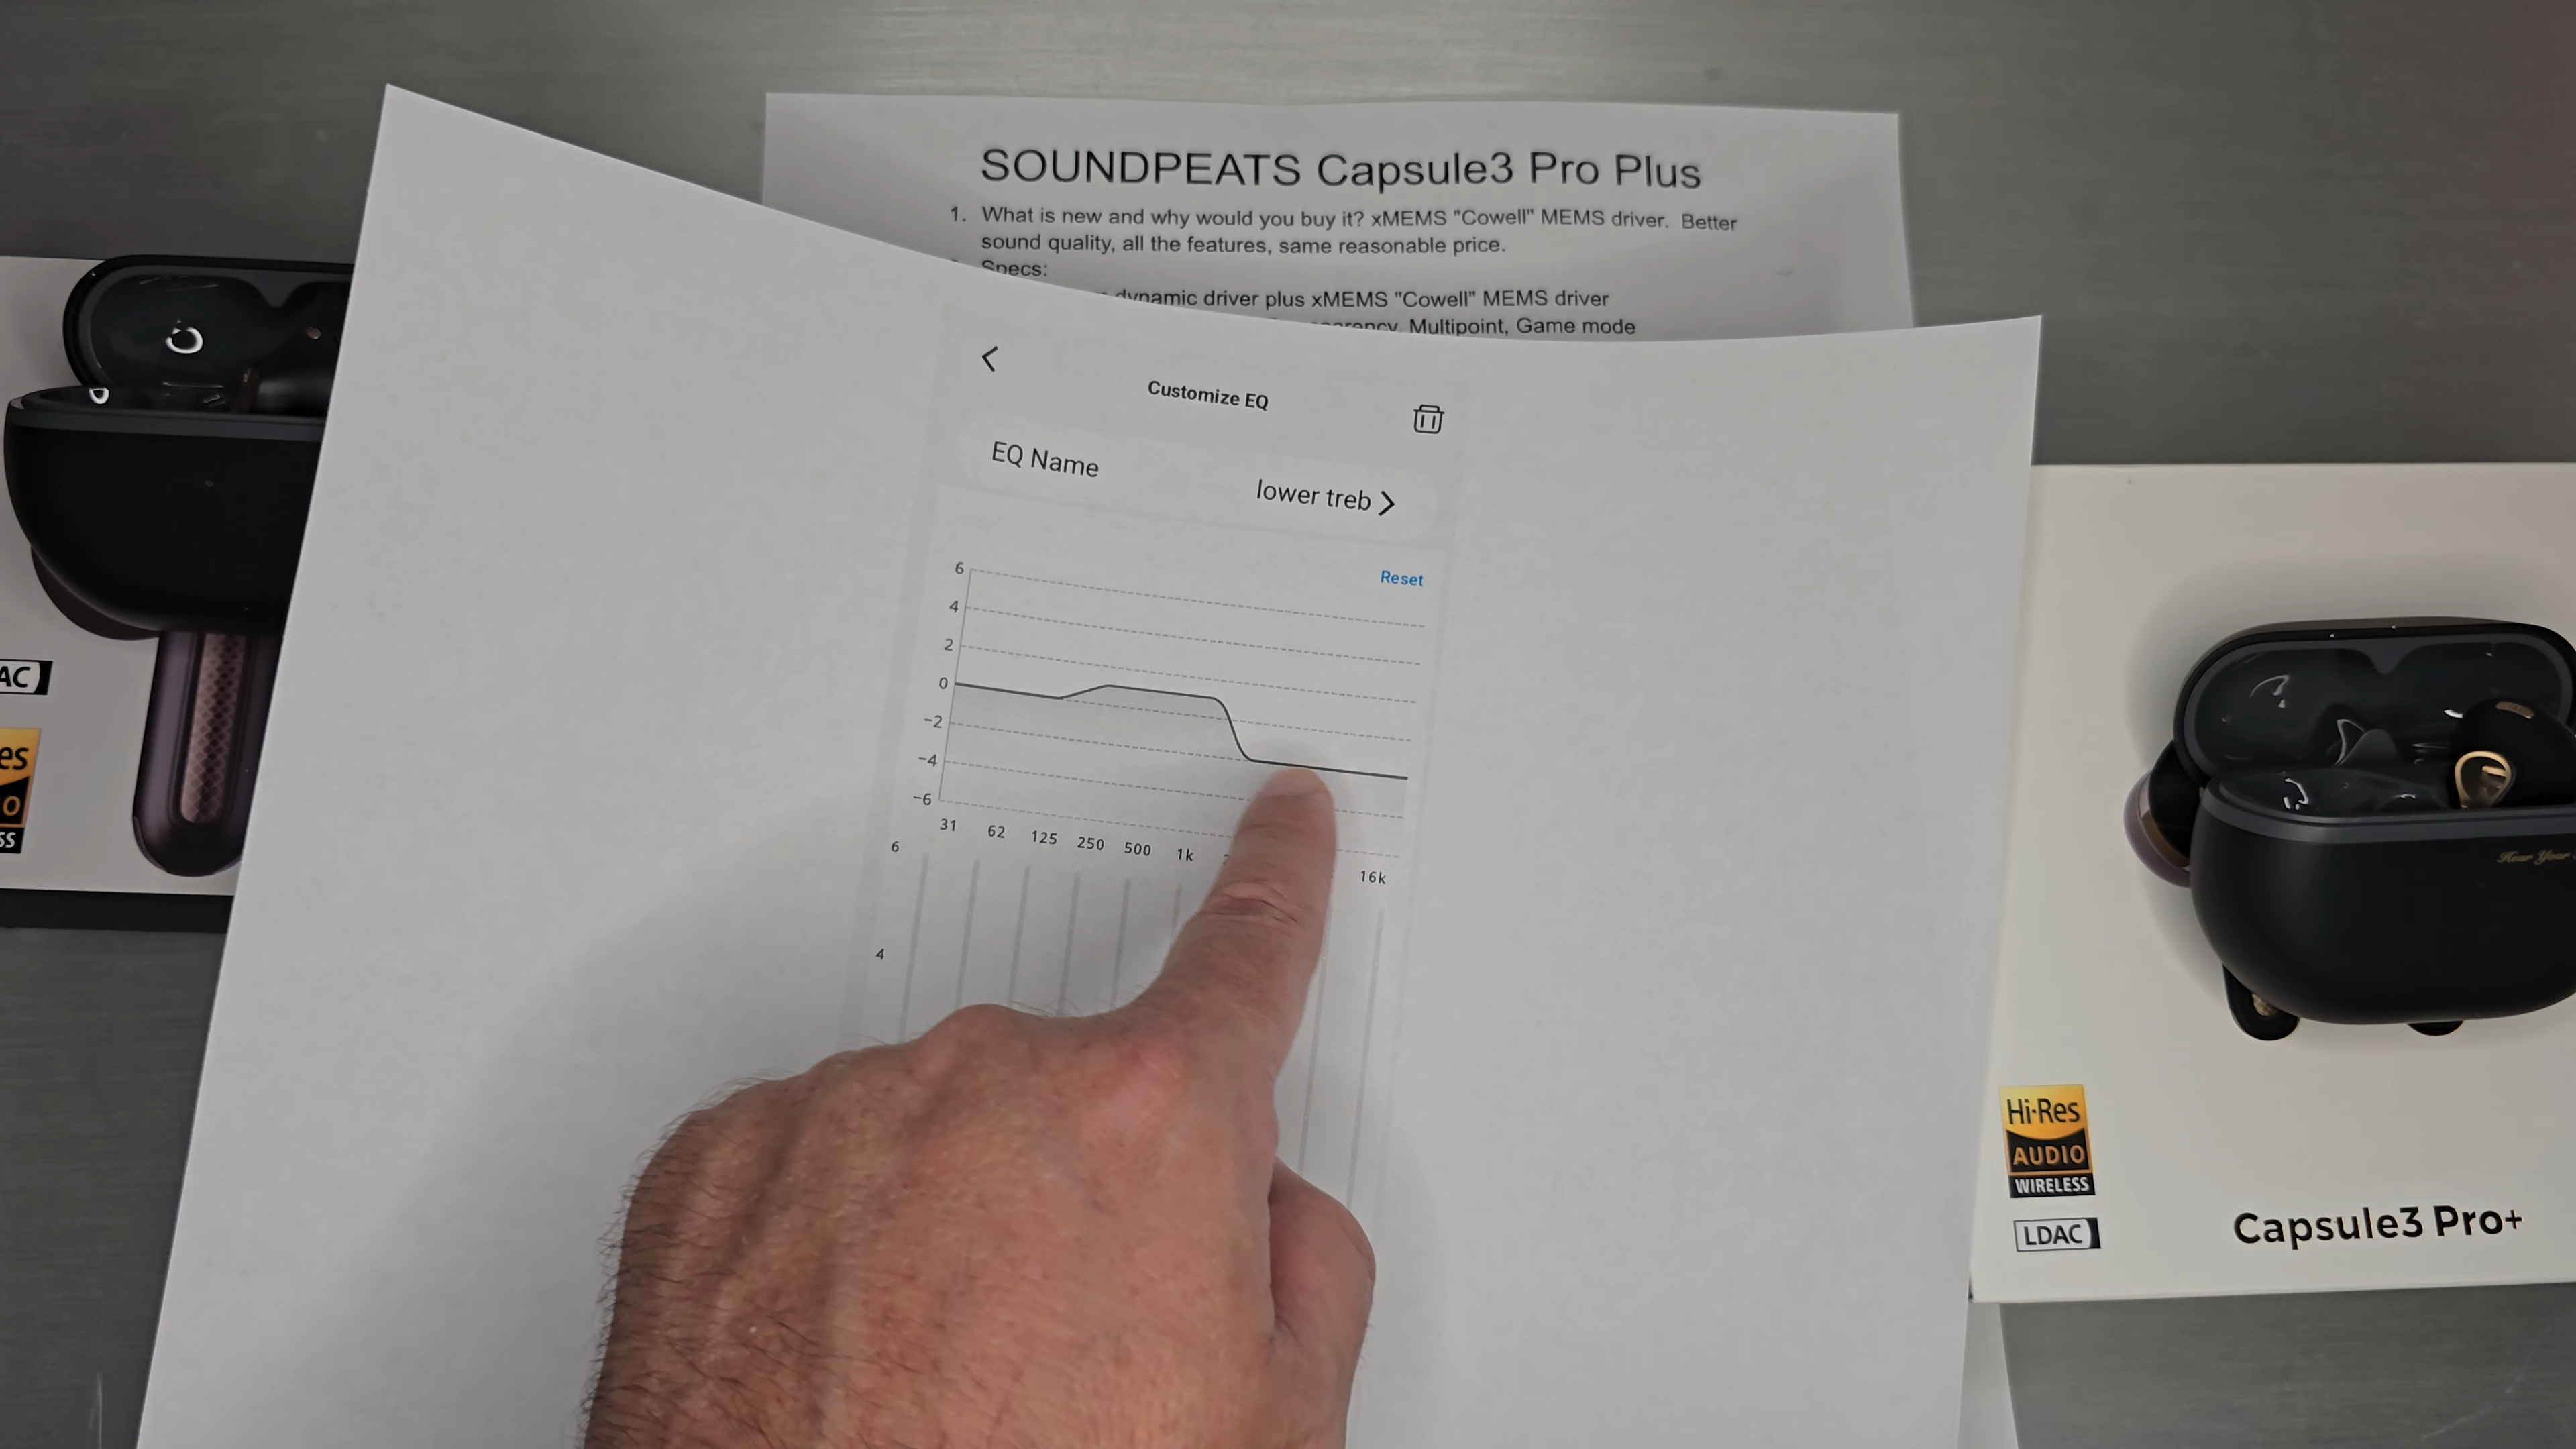 SOUNDPEATS Capsule3 Pro Plus
1. What is new and why would you buy it? xMEMS "Cowell" MEMS driver. Better
sound quality, all the features, same reasonable price.
Specs:
dynamic driver plus xMEMS "Cowell" MEMS driver
Multipoint, Game mode
Customize EQ
EQ Name
lower treb
Reset
6
4
2
0
−2
−4
−6
31 62 125 250 500 1k 16k
6
4
Hi-Res
AUDIO
WIRELESS
LDAC
Capsule3 Pro+